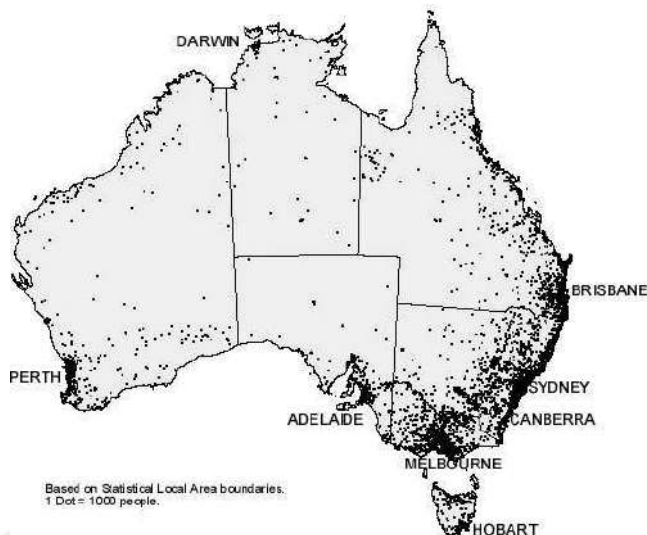 DARWIN
BRISBANE
PERTH
SYDNEY
ADELAIDE
CANBERRA
MELBOURNE
Based on Statistical Local Area boundaries.
1 Dot = 1000 people.
HOBART